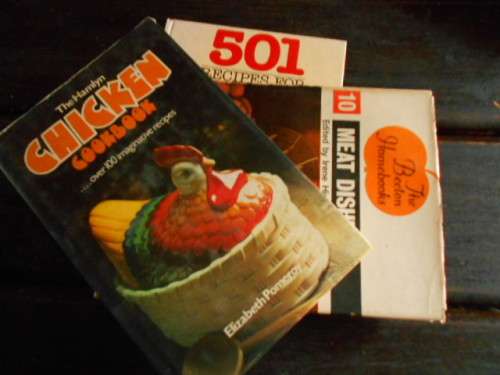 The Hamlyn
CHICKEN
COOKBOOK
...over 100 imaginative recipes
Elizabeth Pomeroy
501
RECIPES FOR
10
MEAT DISH
Edited by Irene
The
Beeton
Homebooks